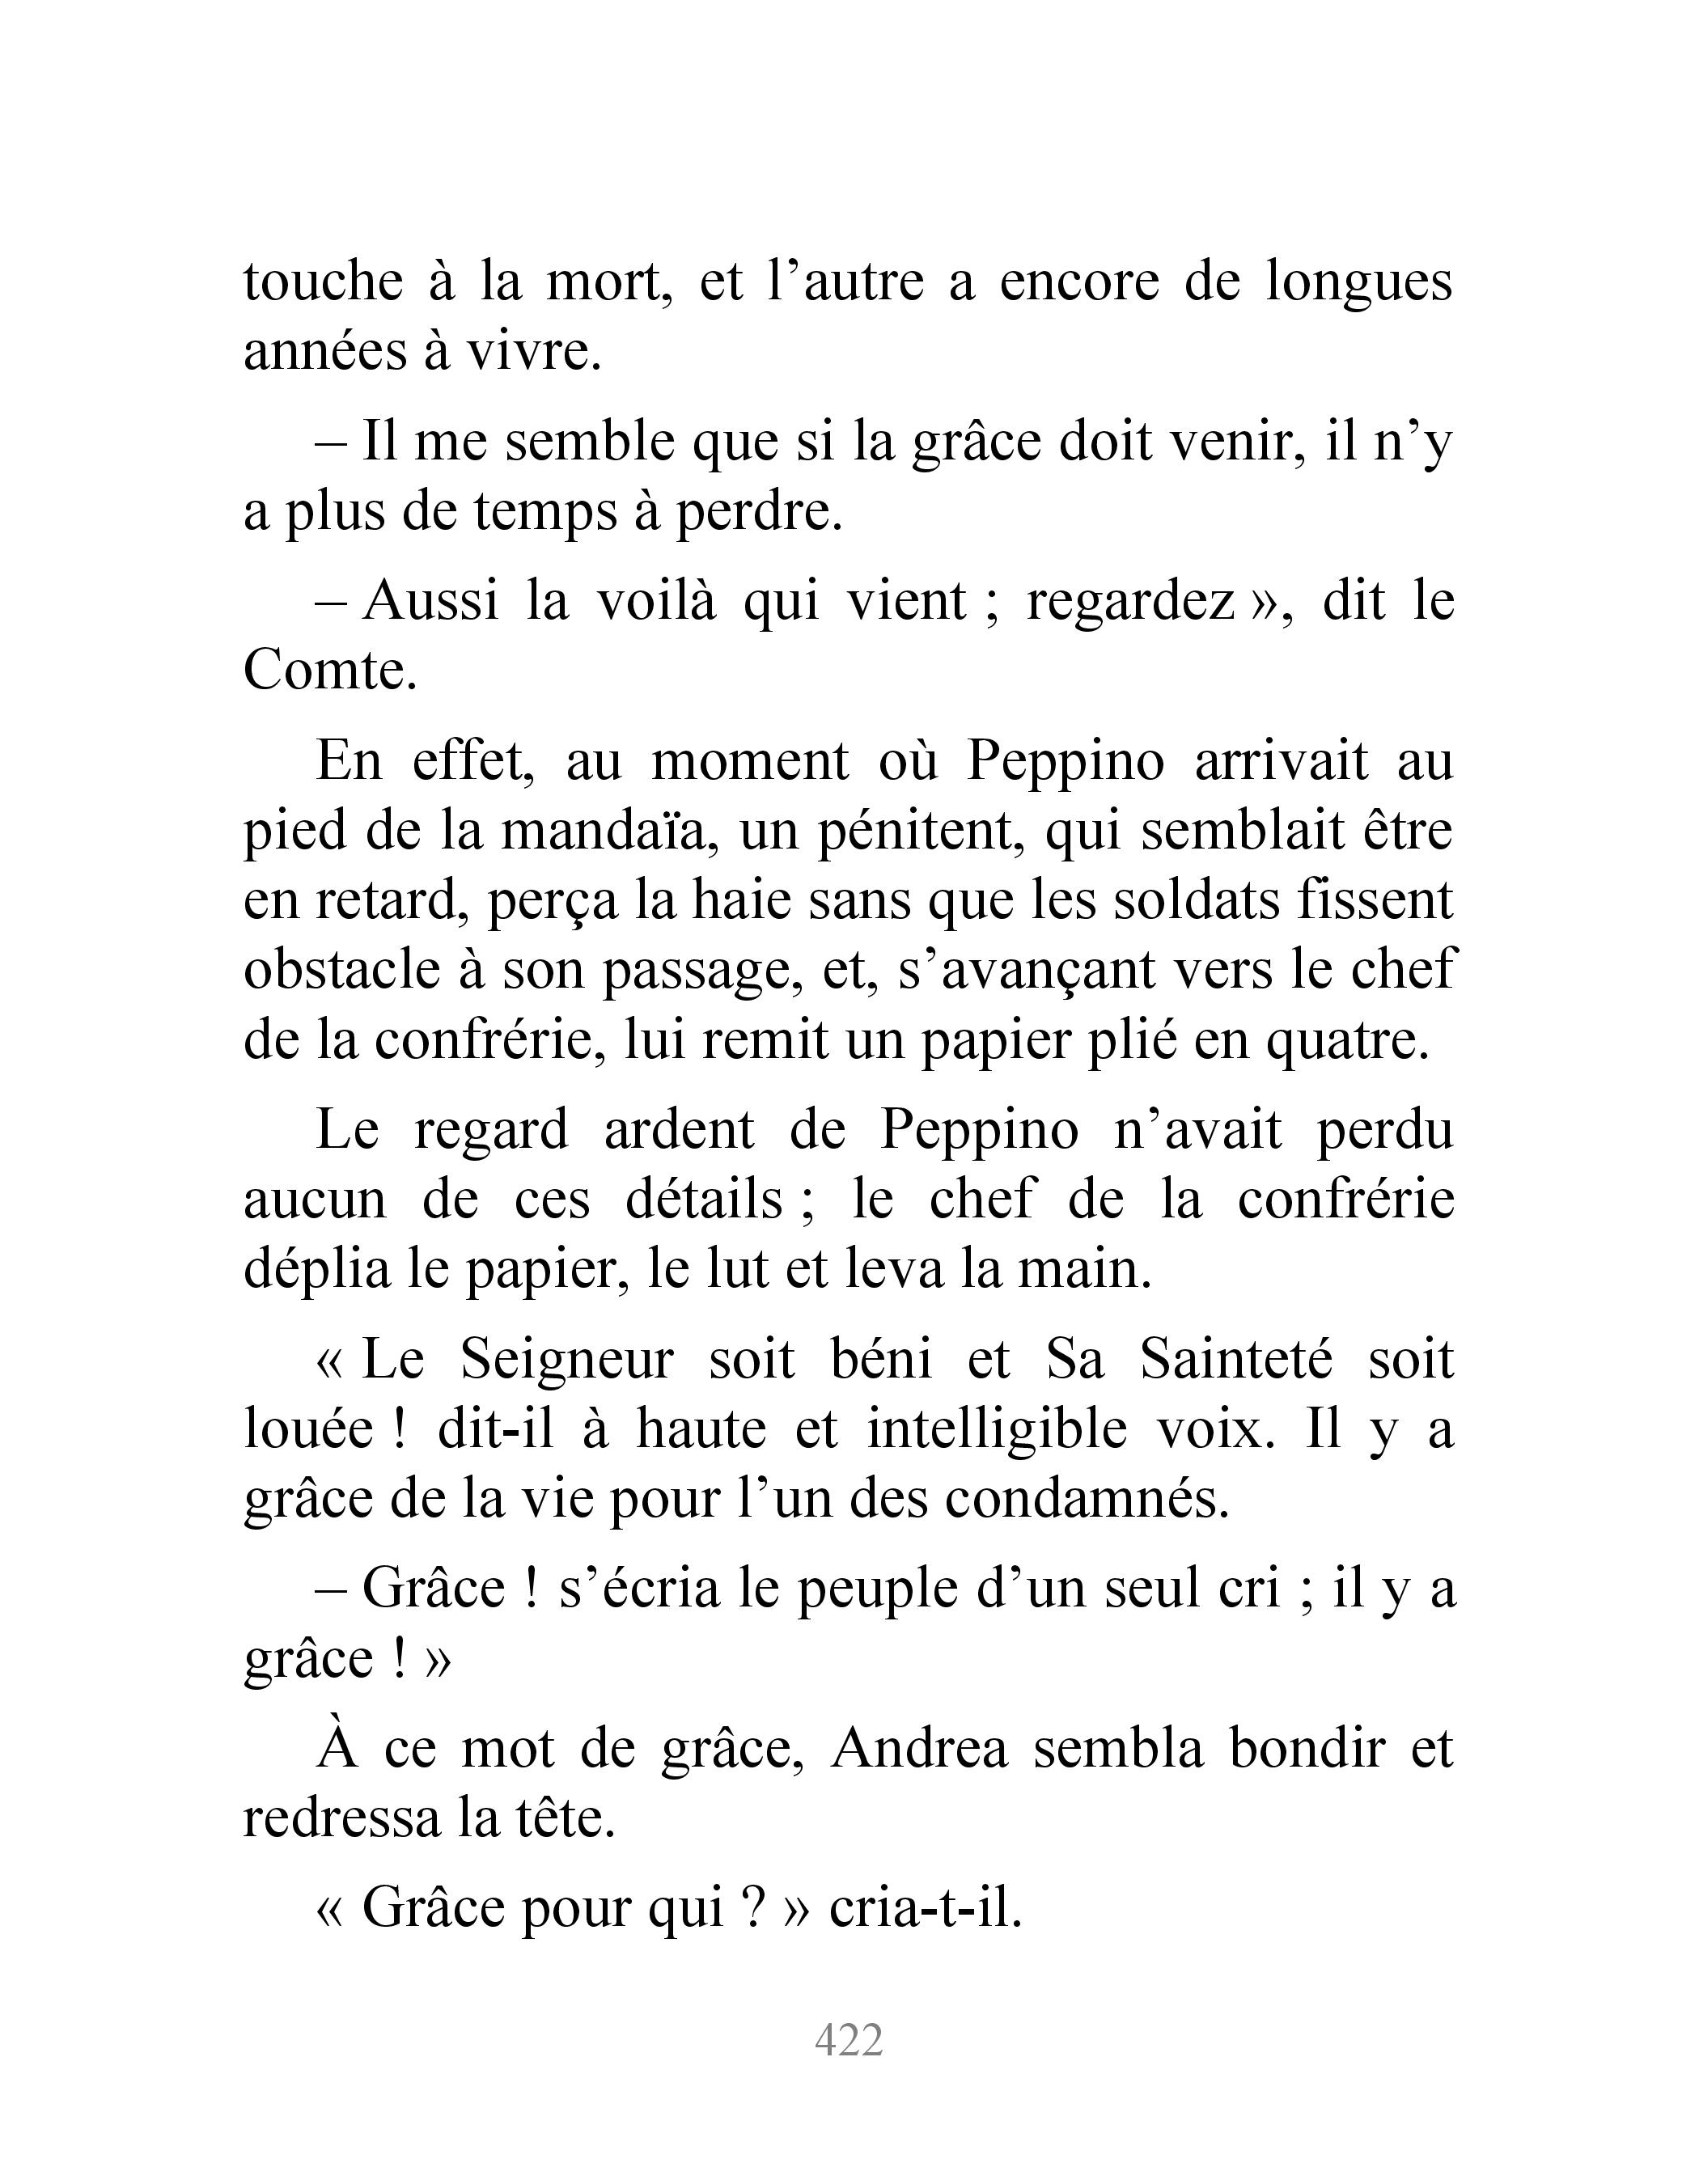 touche à la mort, et l’autre a encore de longues
années à vivre.
– Il me semble que si la grâce doit venir, il n’y
a plus de temps à perdre.
– Aussi la voilà qui vient ; regardez », dit le
Comte.
En effet, au moment où Peppino arrivait au
pied de la mandaïa, un pénitent, qui semblait être
en retard, perça la haie sans que les soldats fissent
obstacle à son passage, et, s’avançant vers le chef
de la confrérie, lui remit un papier plié en quatre.
Le regard ardent de Peppino n’avait perdu
aucun de ces détails ; le chef de la confrérie
déplia le papier, le lut et leva la main.
« Le Seigneur soit béni et Sa Sainteté soit
louée ! dit-il à haute et intelligible voix. Il y a
grâce de la vie pour l’un des condamnés.
– Grâce ! s’écria le peuple d’un seul cri ; il y a
grâce ! »
À ce mot de grâce, Andrea sembla bondir et
redressa la tête.
« Grâce pour qui ? » cria-t-il.
422